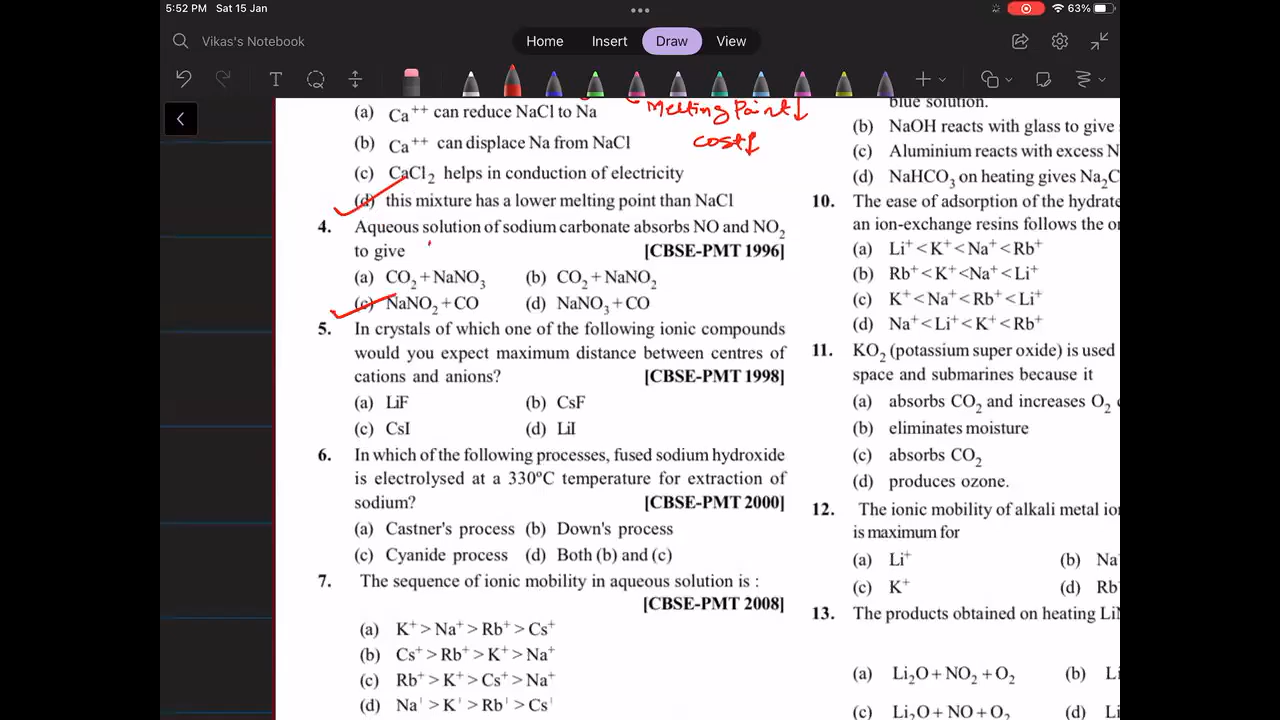 5:52 PM Sat 15 Jan
63%
Vikas's Notebook
Home Insert Draw View
(a) Ca++ can reduce NaCl to Na
Melting Point↓
cost↓
(b) Ca++ can displace Na from NaCl
(c) CaCl2 helps in conduction of electricity
(d) this mixture has a lower melting point than NaCl
4. Aqueous solution of sodium carbonate absorbs NO and NO2
to give [CBSE-PMT 1996]
(a) CO2 + NaNO3 (b) CO2 + NaNO2
(c) NaNO2 + CO (d) NaNO3 + CO
5. In crystals of which one of the following ionic compounds
would you expect maximum distance between centres of
cations and anions? [CBSE-PMT 1998]
(a) LiF (b) CsF
(c) CsI (d) LiI
6. In which of the following processes, fused sodium hydroxide
is electrolysed at a 330ºC temperature for extraction of
sodium? [CBSE-PMT 2000]
(a) Castner's process (b) Down's process
(c) Cyanide process (d) Both (b) and (c)
7. The sequence of ionic mobility in aqueous solution is :
[CBSE-PMT 2008]
(a) K+ > Na+ > Rb+ > Cs+
(b) Cs+ > Rb+ > K+ > Na+
(c) Rb+ > K+ > Cs+ > Na+
(d) Na+ > K+ > Rb+ > Cs+
blue solution.
(b) NaOH reacts with glass to give
(c) Aluminium reacts with excess N
(d) NaHCO3 on heating gives Na2C
10. The ease of adsorption of the hydrate
an ion-exchange resins follows the o
(a) Li+ < K+ < Na+ < Rb+
(b) Rb+ < K+ < Na+ < Li+
(c) K+ < Na+ < Rb+ < Li+
(d) Na+ < Li+ < K+ < Rb+
11. KO2 (potassium super oxide) is used
space and submarines because it
(a) absorbs CO2 and increases O2
(b) eliminates moisture
(c) absorbs CO2
(d) produces ozone.
12. The ionic mobility of alkali metal io
is maximum for
(a) Li+ (b) Na
(c) K+ (d) Rb
13. The products obtained on heating Li
(a) Li2O + NO2 + O2 (b) Li
(c) Li2O + NO + O2 (d) Li